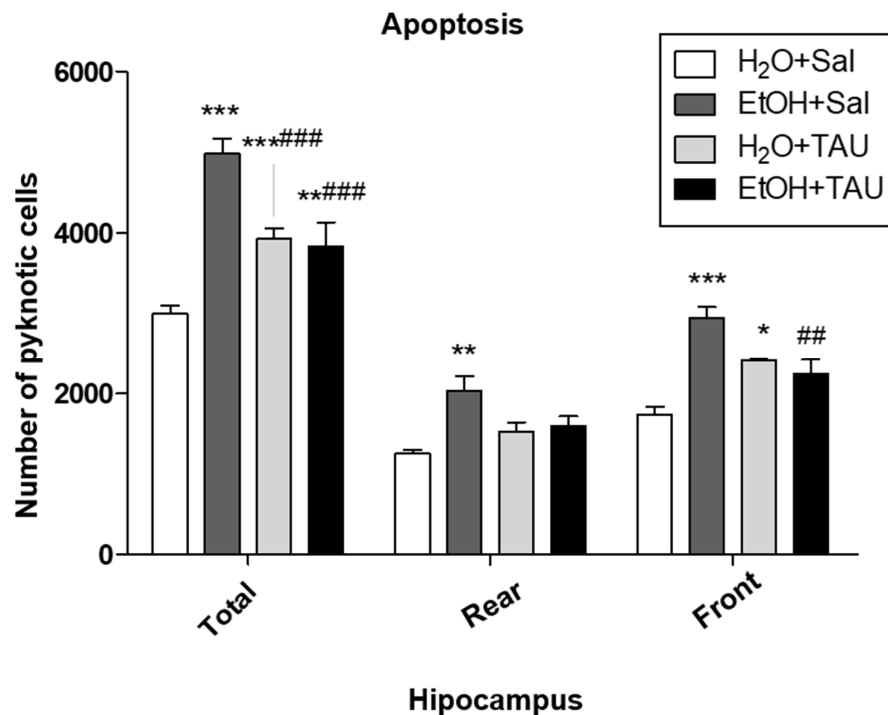 Apoptosis
H₂O+Sal
EtOH+Sal
H₂O+TAU
EtOH+TAU
Number of pyknotic cells
6000
4000
2000
0
***
***###
**###
**
***
*
##
Total
Rear
Front
Hipocampus